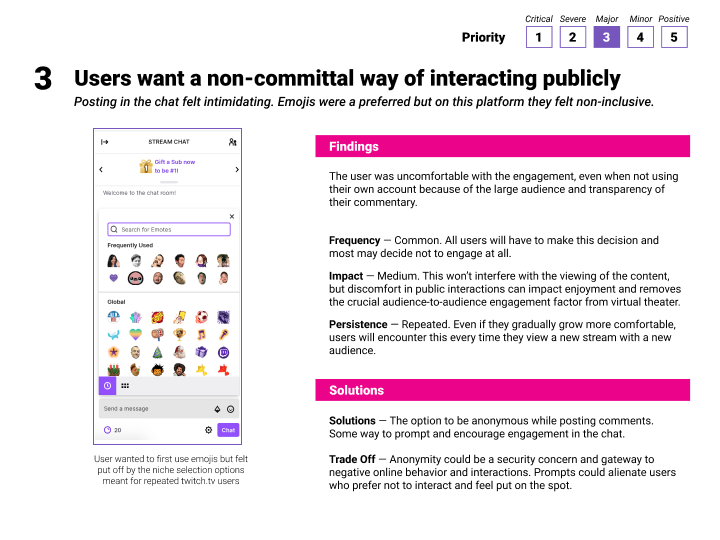 Critical Severe Major Minor Positive
Priority 1 2 3 4 5
3 Users want a non-committal way of interacting publicly
Posting in the chat felt intimidating. Emojis were a preferred but on this platform they felt non-inclusive.
STREAM CHAT
Gift a Sub now
to be #1!
Welcome to the chat room!
Search for Emotes
Frequently Used
Global
Send a message
20
Chat
User wanted to first use emojis but felt
put off by the niche selection options
meant for repeated twitch.tv users
Findings
The user was uncomfortable with the engagement, even when not using
their own account because of the large audience and transparency of
their commentary.
Frequency — Common. All users will have to make this decision and
most may decide not to engage at all.
Impact — Medium. This won't interfere with the viewing of the content,
but discomfort in public interactions can impact enjoyment and removes
the crucial audience-to-audience engagement factor from virtual theater.
Persistence — Repeated. Even if they gradually grow more comfortable,
users will encounter this every time they view a new stream with a new
audience.
Solutions
Solutions — The option to be anonymous while posting comments.
Some way to prompt and encourage engagement in the chat.
Trade Off — Anonymity could be a security concern and gateway to
negative online behavior and interactions. Prompts could alienate users
who prefer not to interact and feel put on the spot.